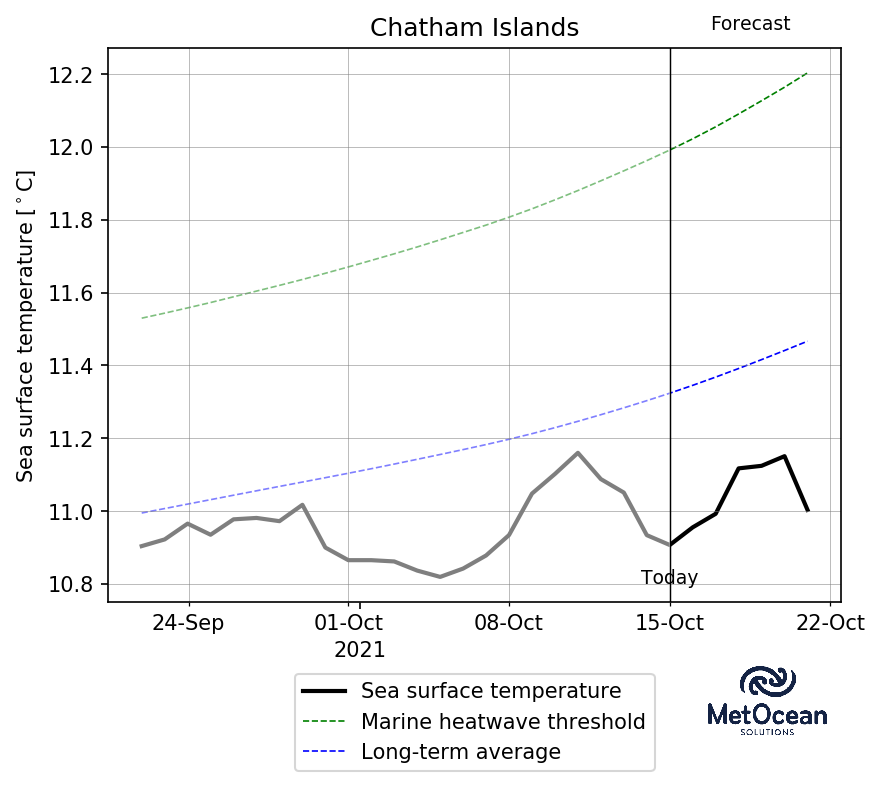 Chatham Islands
Forecast
Sea surface temperature [°C]
12.2
12.0
11.8
11.6
11.4
11.2
11.0
10.8
Today
24-Sep
01-Oct
08-Oct
15-Oct
22-Oct
2021
Sea surface temperature
Marine heatwave threshold
Long-term average
MetOcean
SOLUTIONS